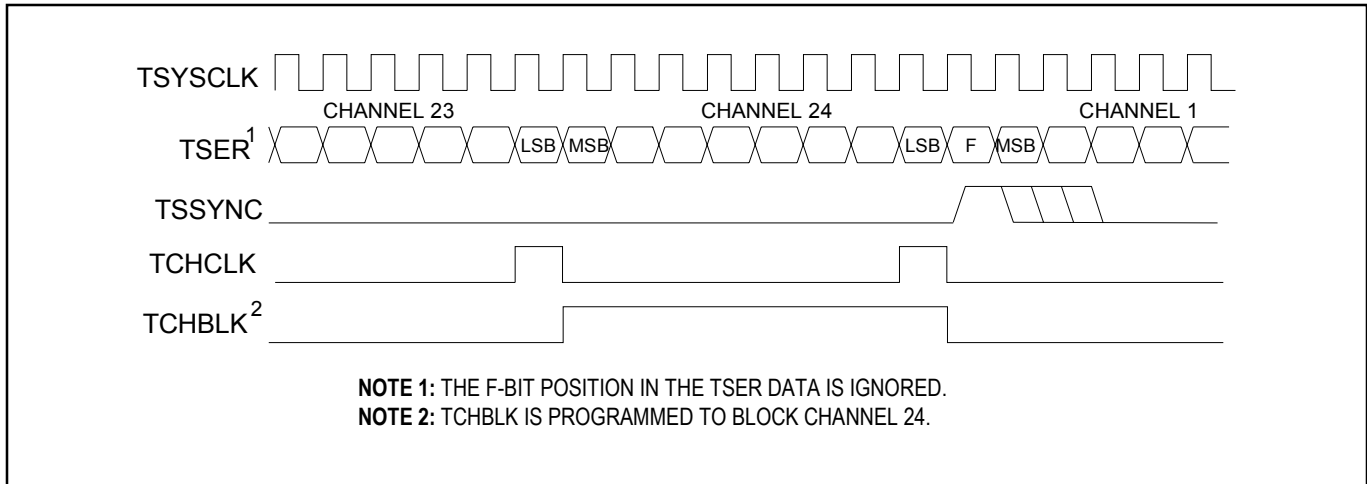 TSYSCLK
CHANNEL 23 CHANNEL 24 CHANNEL 1
TSER1 LSB MSB LSB F MSB
TSSYNC
TCHCLK
TCHBLK2
NOTE 1: THE F-BIT POSITION IN THE TSER DATA IS IGNORED.
NOTE 2: TCHBLK IS PROGRAMMED TO BLOCK CHANNEL 24.